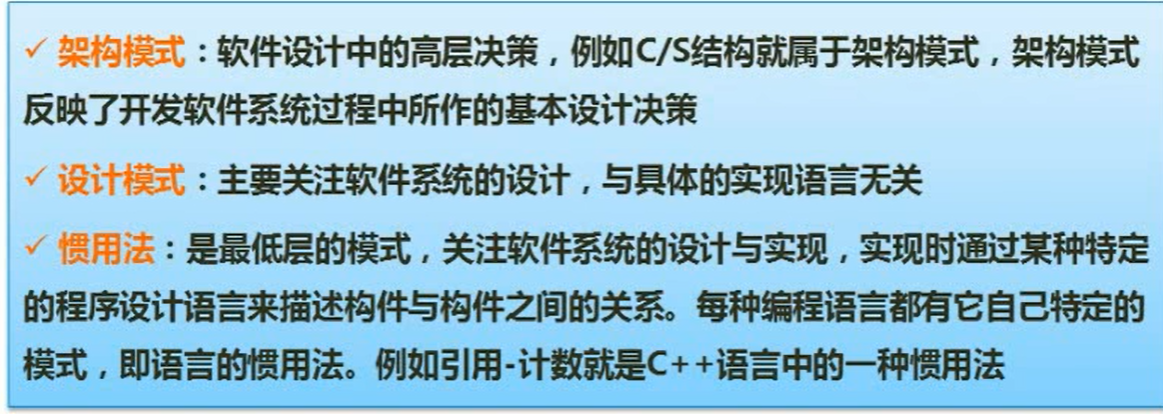 ✓ 架构模式：软件设计中的高层决策，例如C/S结构就属于架构模式，架构模式
反映了开发软件系统过程中所作的基本设计决策
✓ 设计模式：主要关注软件系统的设计，与具体的实现语言无关
✓ 惯用法：是最低层的模式，关注软件系统的设计与实现，实现时通过某种特定
的程序设计语言来描述构件与构件之间的关系。每种编程语言都有它自己特定的
模式，即语言的惯用法。例如引用-计数就是C++语言中的一种惯用法